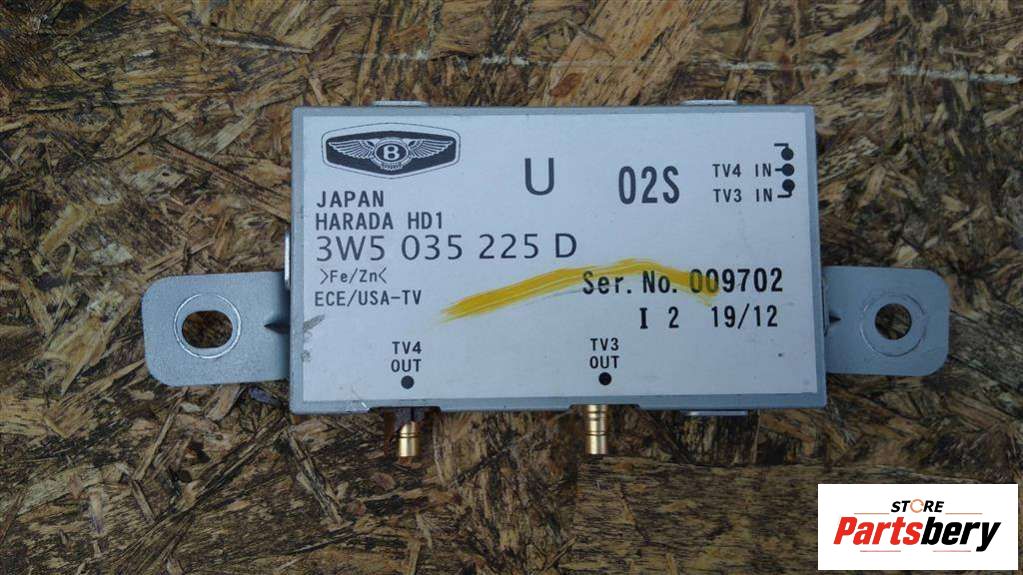 B
U
02S
TV4 IN
TV3 IN
JAPAN
HARADA HD1
3W5 035 225 D
>Fe/Zn<
ECE/USA-TV
Ser. No. 009702
I 2 19/12
TV4
OUT
TV3
OUT
STORE
Partsbery